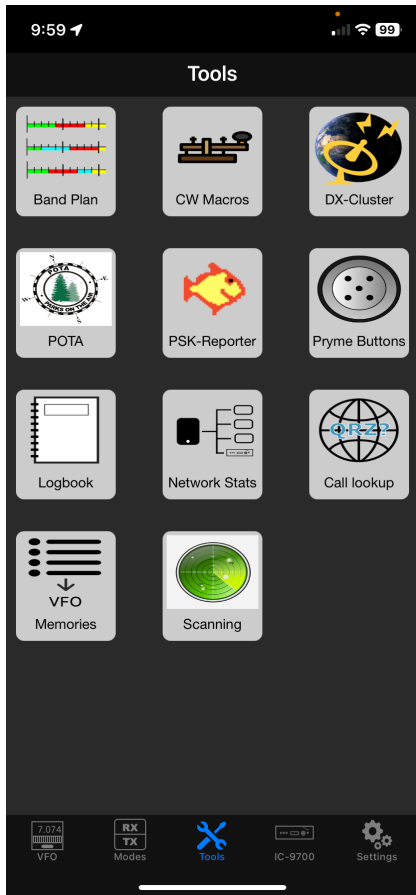 9:59
99
Tools
Band Plan
CW Macros
DX-Cluster
POTA
PARKS ON THE AIR
N
E
S
W
POTA
PSK-Reporter
Pryme Buttons
Logbook
Network Stats
QRZ?
Call lookup
VFO
Memories
Scanning
7.074
VFO
RX
TX
Modes
Tools
IC-9700
Settings